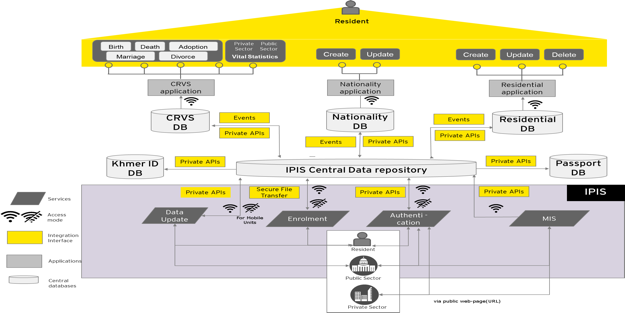 Resident
Birth
Death
Adoption
Marriage
Divorce
Private Sector
Public Sector
Vital Statistics
Create
Update
Create
Update
Delete
CRVS
application
Nationality
application
Residential
application
CRVS
DB
Events
Private APIs
Nationality
DB
Events
Private APIs
Events
Private APIs
Residential
DB
Khmer ID
DB
Private APIs
IPIS Central Data repository
Private APIs
Passport
DB
IPIS
Private APIs
Secure File
Transfer
Private APIs
Private APIs
Data
Update
For Mobile
Units
Enrolment
Authenti -
cation
MIS
Services
Access
mode
Integration
Interface
Applications
Central
databases
Resident
Public Sector
Private Sector
via public web-page(URL)